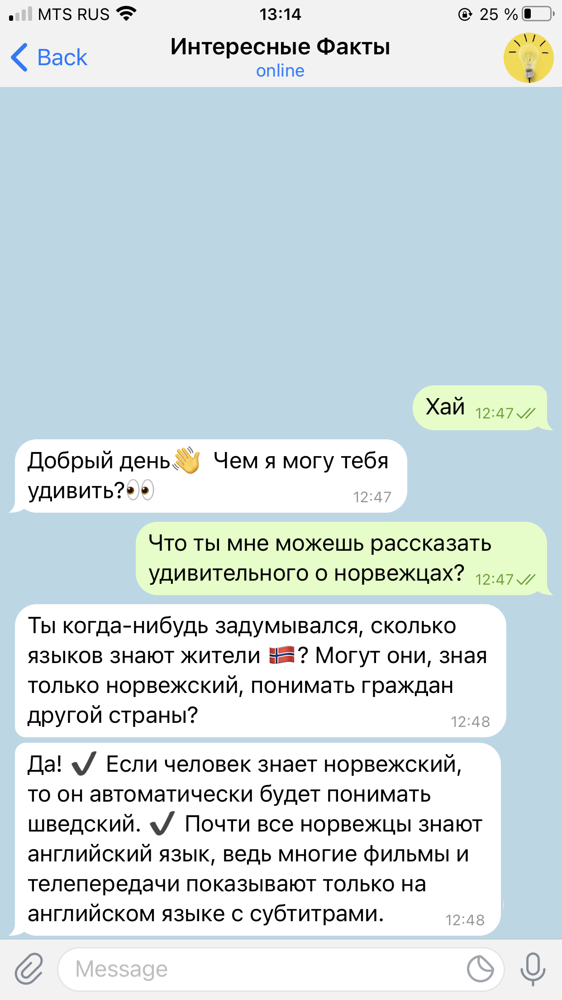 MTS RUS 13:14 25 %
Back Интересные Факты
online
Хай 12:47
Добрый день👋 Чем я могу тебя
удивить?👀 12:47
Что ты мне можешь рассказать
удивительного о норвежцах? 12:47
Ты когда-нибудь задумывался, сколько
языков знают жители 🇳🇴? Могут они, зная
только норвежский, понимать граждан
другой страны? 12:48
Да! ✔️ Если человек знает норвежский,
то он автоматически будет понимать
шведский. ✔️ Почти все норвежцы знают
английский язык, ведь многие фильмы и
телепередачи показывают только на
английском языке с субтитрами. 12:48
Message